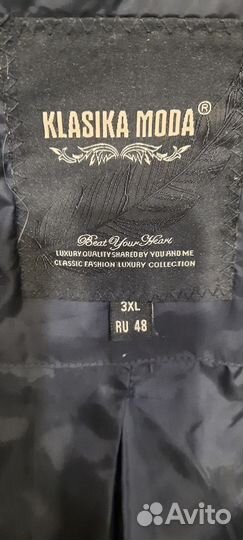 KLASIKA MODA®
Beat Your Heart
LUXURY QUALITY SHARED BY YOU AND ME
CLASSIC FASHION LUXURY COLLECTION
3XL
RU 48
Avito